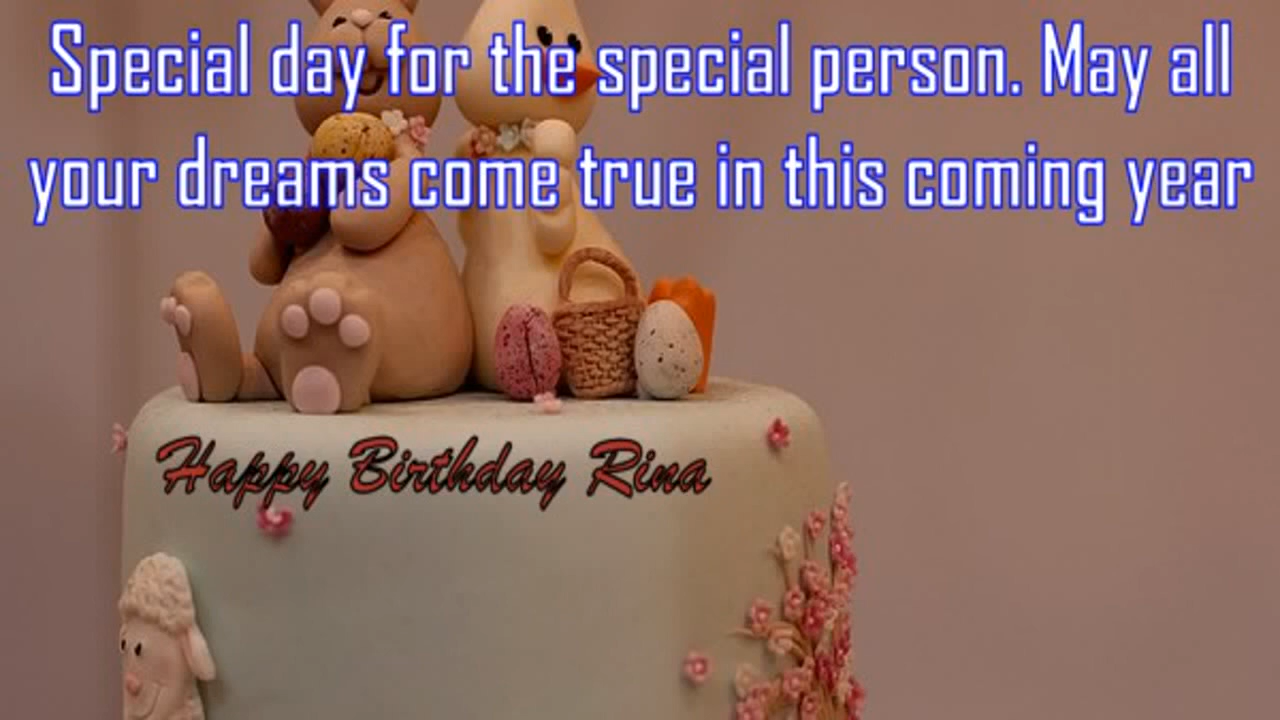 Special day for the special person. May all
your dreams come true in this coming year
Happy Birthday Rina